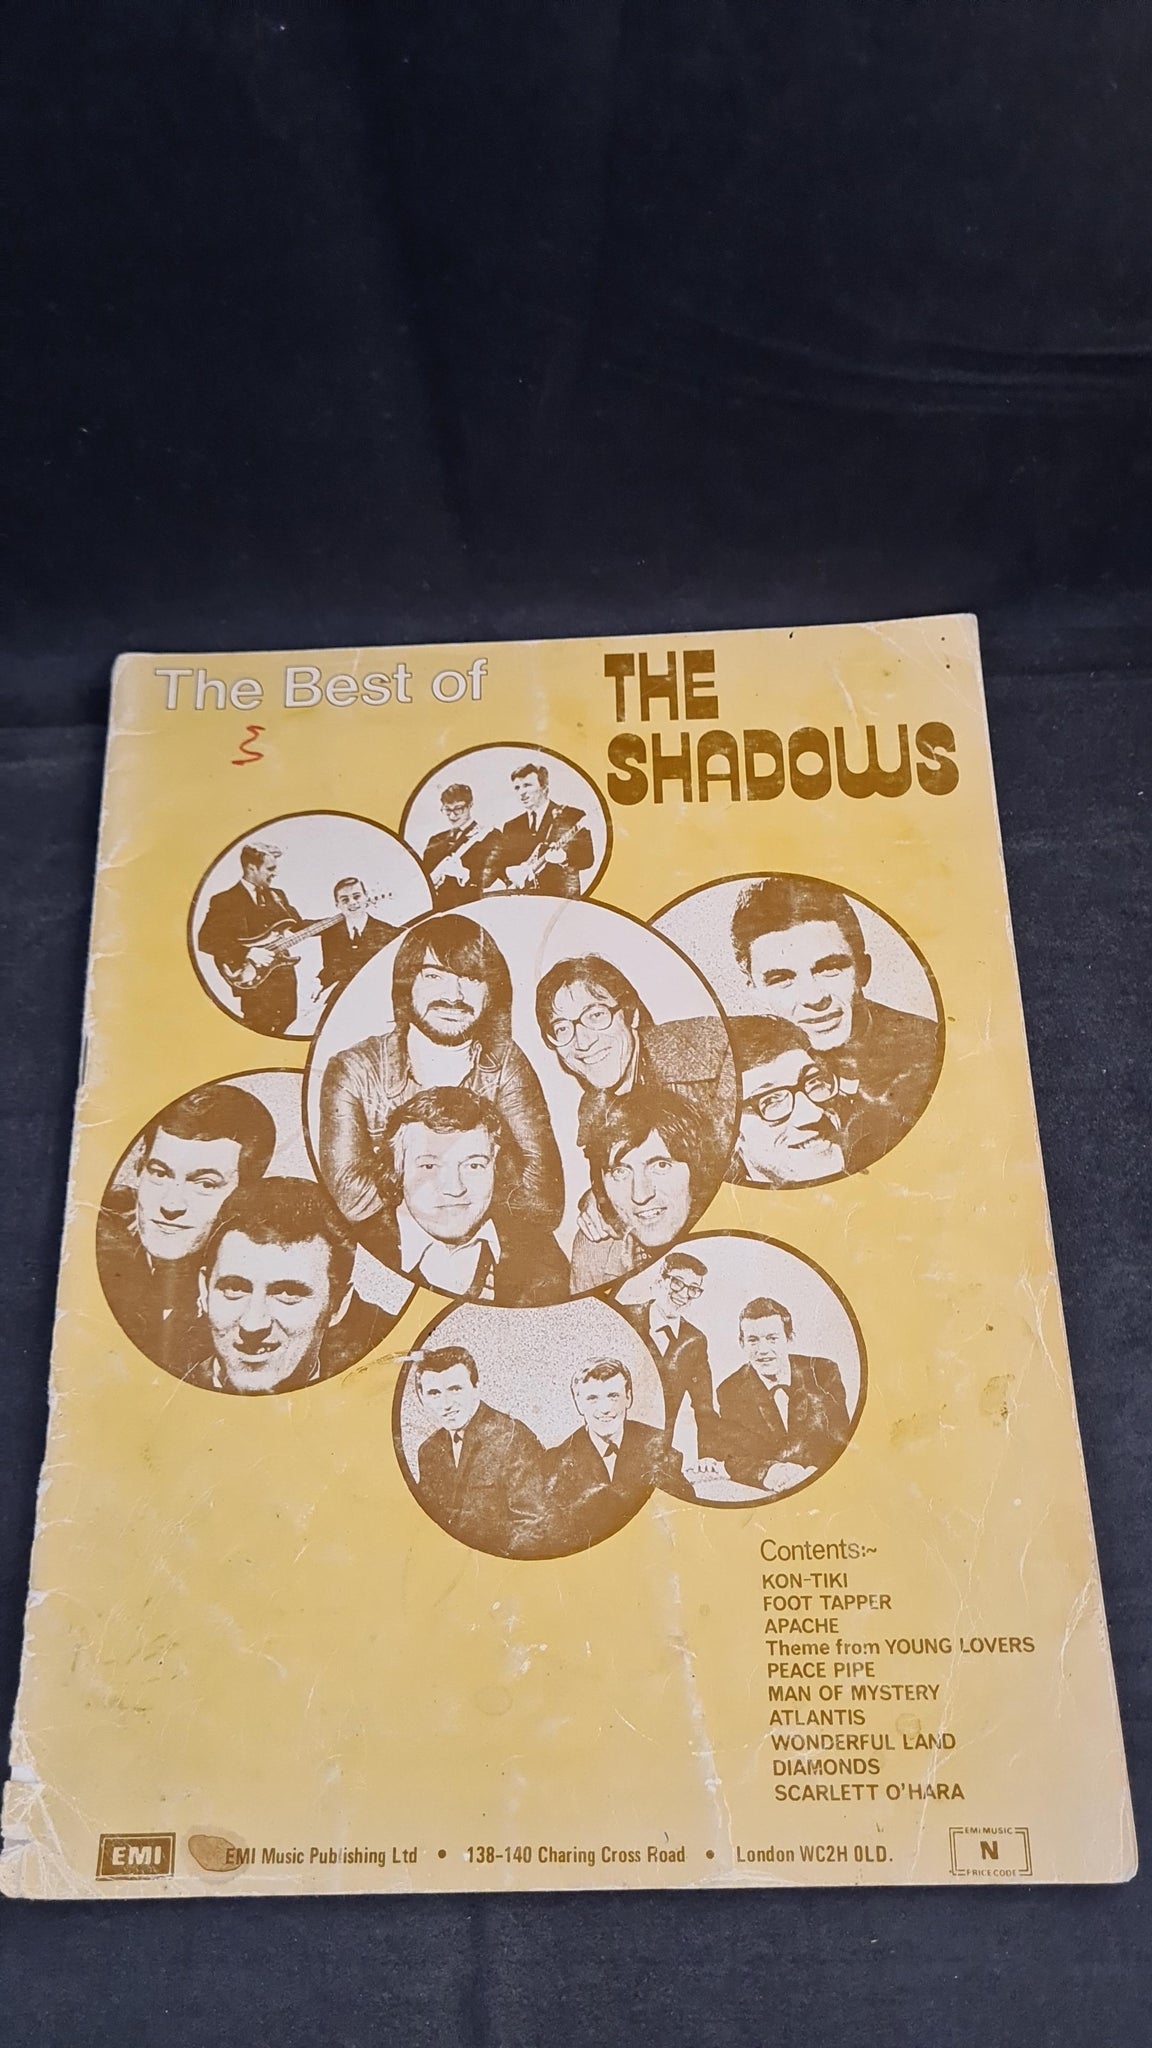 The Best of
THE
SHADOWS
3
Contents:~
KON-TIKI
FOOT TAPPER
APACHE
Theme from YOUNG LOVERS
PEACE PIPE
MAN OF MYSTERY
ATLANTIS
WONDERFUL LAND
DIAMONDS
SCARLETT O'HARA
EMI
EMI Music Publishing Ltd • 138-140 Charing Cross Road • London WC2H 0LD.
EMI MUSIC
N
PRICE CODE